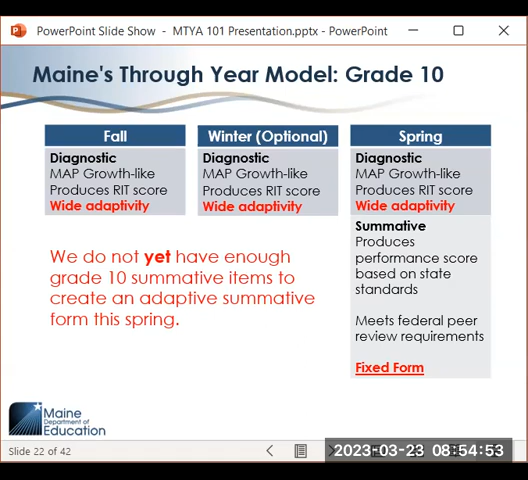 PowerPoint Slide Show - MTYA 101 Presentation.pptx - PowerPoint
Maine's Through Year Model: Grade 10
Fall
Diagnostic
MAP Growth-like
Produces RIT score
Wide adaptivity
Winter (Optional)
Diagnostic
MAP Growth-like
Produces RIT score
Wide adaptivity
Spring
Diagnostic
MAP Growth-like
Produces RIT score
Wide adaptivity
Summative
Produces
performance score
based on state
standards
Meets federal peer
review requirements
Fixed Form
We do not yet have enough
grade 10 summative items to
create an adaptive summative
form this spring.
Maine
Department of
Education
Slide 22 of 42
2023-03-23 08:54:53